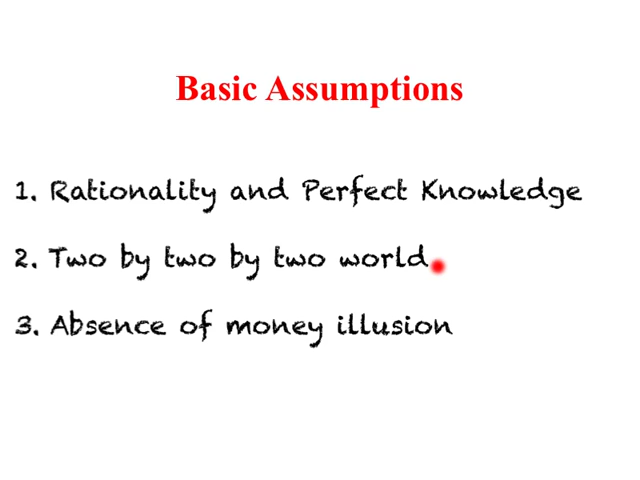 Basic Assumptions
1. Rationality and Perfect Knowledge
2. Two by two by two world
3. Absence of money illusion